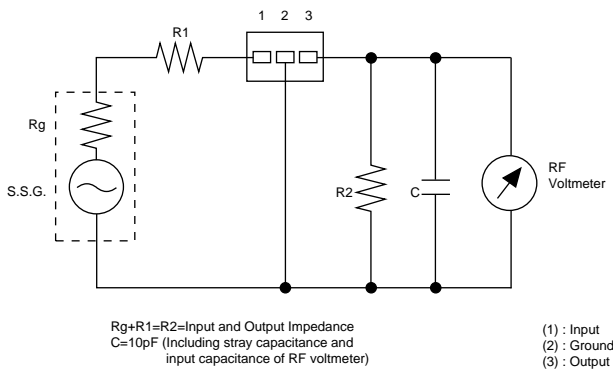 1 2 3
R1
Rg
S.S.G.
R2
C
RF
Voltmeter
Rg+R1=R2=Input and Output Impedance
C=10pF (Including stray capacitance and
input capacitance of RF voltmeter)
(1) : Input
(2) : Ground
(3) : Output